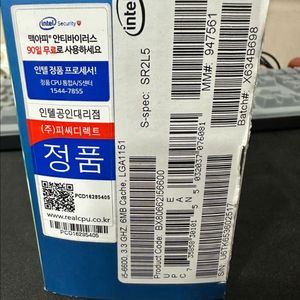 intel Security
맥아피® 안티바이러스
90일 무료로 사용하세요!
인텔 정품 프로세서!
정품 CPU 통합A/S센터
1544-7855
인텔공인대리점
(주)피씨디렉트
정품
PCD16285405
www.realcpu.co.kr
PCD16285405
intel
S-spec: SR2L5
MM#: 947561
Batch#: X634B698
i5-6600, 3.3 GHZ, 6MB Cache, LGA1151
Product Code: BX80662I56600
UPC
EAN